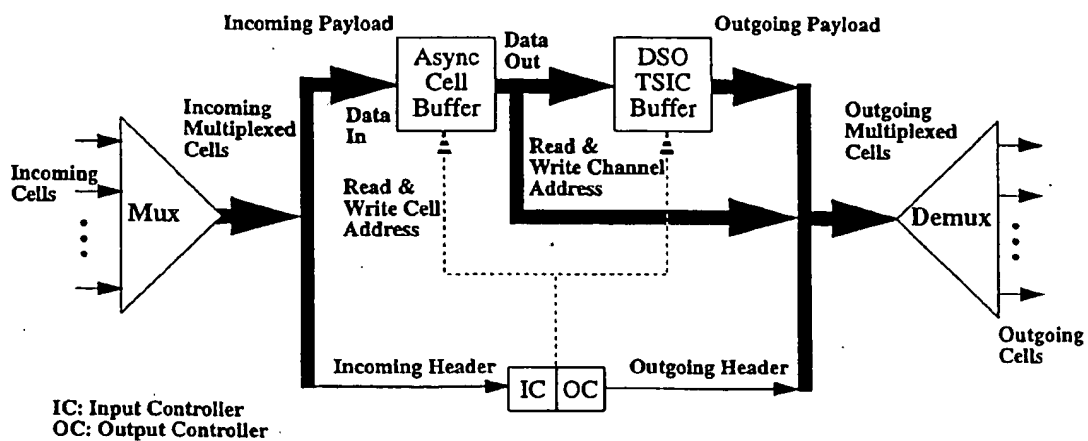 Incoming Payload
Data
Out
Outgoing Payload
Async
Cell
Buffer
DSO
TSIC
Buffer
Incoming
Multiplexed
Cells
Data
In
Outgoing
Multiplexed
Cells
Read &
Write Channel
Address
Incoming
Cells
Mux
Read &
Write Cell
Address
Demux
Incoming Header
IC
OC
Outgoing Header
Outgoing
Cells
IC: Input Controller
OC: Output Controller